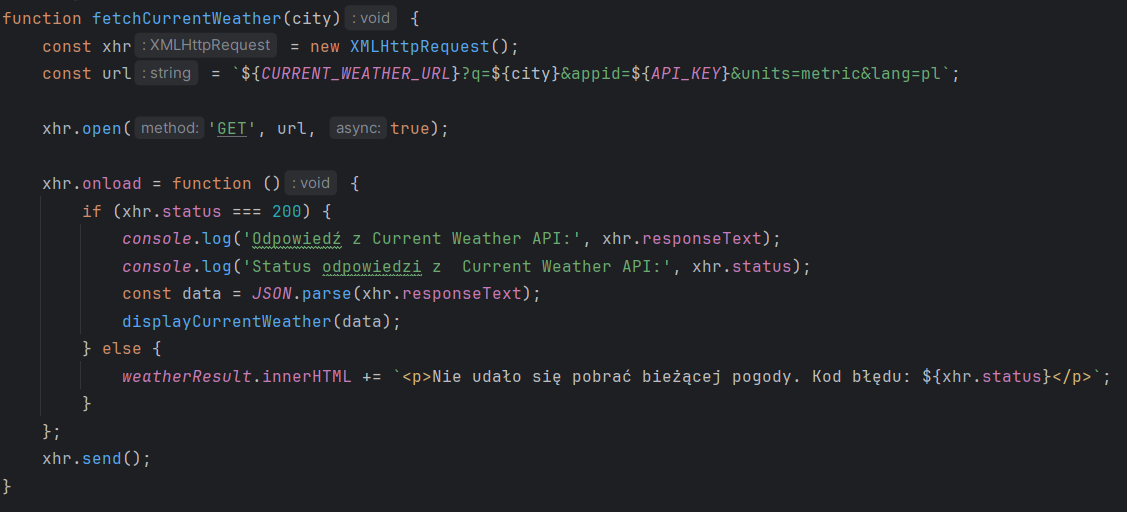 function fetchCurrentWeather(city) : void {
    const xhr : XMLHttpRequest = new XMLHttpRequest();
    const url : string = `${CURRENT_WEATHER_URL}?q=${city}&appid=${API_KEY}&units=metric&lang=pl`;

    xhr.open( method: 'GET', url, async: true);

    xhr.onload = function () : void {
        if (xhr.status === 200) {
            console.log('Odpowiedź z Current Weather API:', xhr.responseText);
            console.log('Status odpowiedzi z  Current Weather API:', xhr.status);
            const data = JSON.parse(xhr.responseText);
            displayCurrentWeather(data);
        } else {
            weatherResult.innerHTML += `<p>Nie udało się pobrać bieżącej pogody. Kod błędu: ${xhr.status}</p>`;
        }
    };
    xhr.send();
}